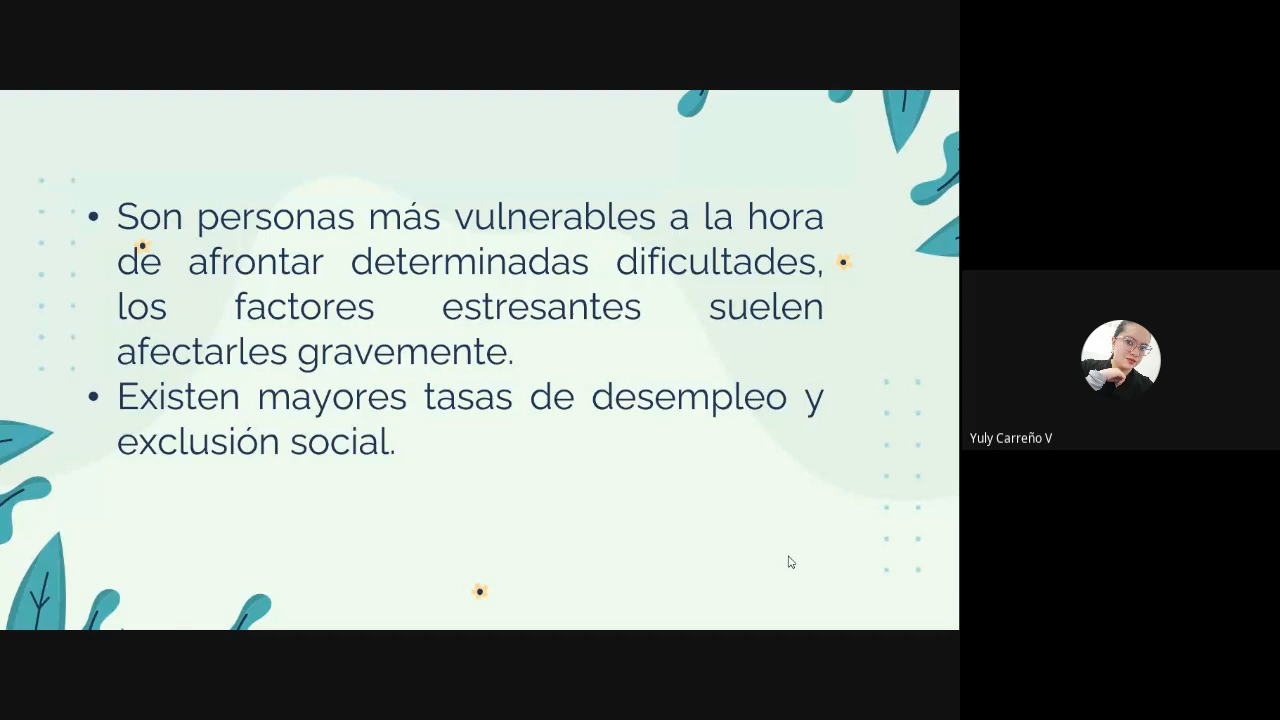 • Son personas más vulnerables a la hora
de afrontar determinadas dificultades,
los factores estresantes suelen
afectarles gravemente.
• Existen mayores tasas de desempleo y
exclusión social.
Yuly Carreño V